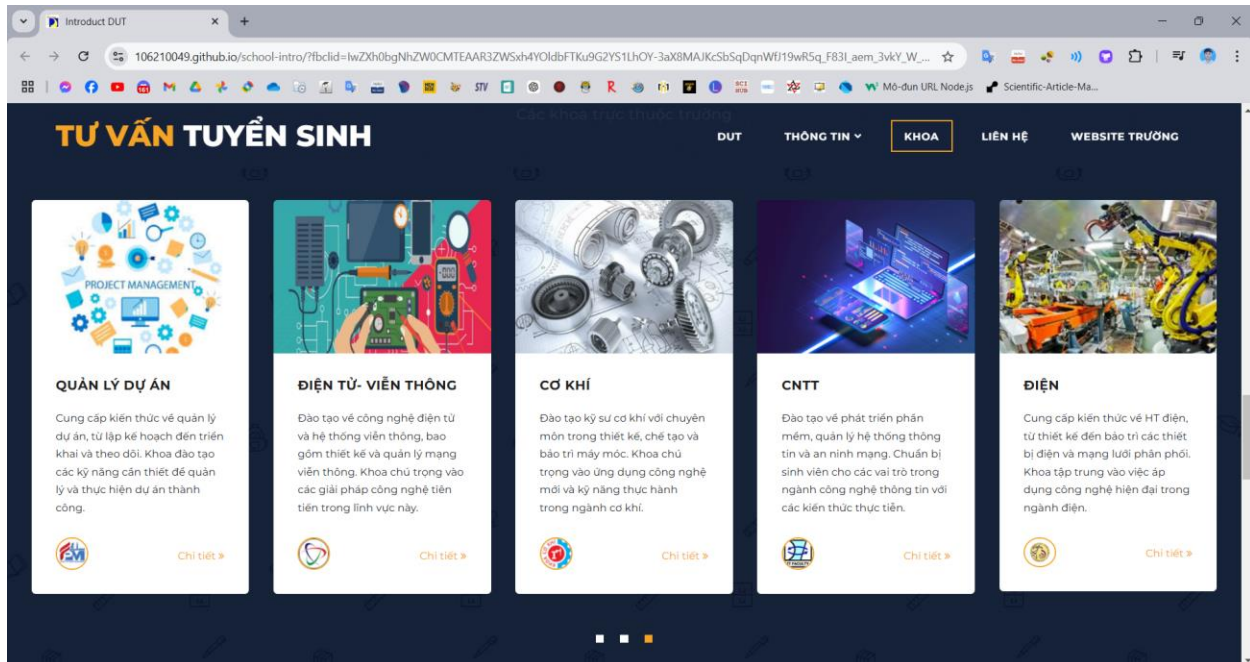 Introduct DUT
106210049.github.io/school-intro/?fbclid=IwZXh0bgNhZW0CMTEAAR3ZWSxh4YOldbFTKu9G2YS1LhOY-3aX8MAJKcSbSqDqnWfJ19wR5q_F83I_aem_3vkY_W_...
STV
R
SCI
HUB
Mô-đun URL Node.js
Scientific-Article-Ma...
Các khoa trực thuộc trường
TƯ VẤN TUYỂN SINH
DUT
THÔNG TIN
KHOA
LIÊN HỆ
WEBSITE TRƯỜNG
PROJECT MANAGEMENT
QUẢN LÝ DỰ ÁN
Cung cấp kiến thức về quản lý
dự án, từ lập kế hoạch đến triển
khai và theo dõi. Khoa đào tạo
các kỹ năng cần thiết để quản
lý và thực hiện dự án thành
công.
Chi tiết »
ĐIỆN TỬ- VIỄN THÔNG
Đào tạo về công nghệ điện tử
và hệ thống viễn thông, bao
gồm thiết kế và quản lý mạng
viễn thông. Khoa chú trọng vào
các giải pháp công nghệ tiên
tiến trong lĩnh vực này.
Chi tiết »
CƠ KHÍ
Đào tạo kỹ sư cơ khí với chuyên
môn trong thiết kế, chế tạo và
bảo trì máy móc. Khoa chú
trọng vào ứng dụng công nghệ
mới và kỹ năng thực hành
trong ngành cơ khí.
Chi tiết »
CNTT
Đào tạo về phát triển phần
mềm, quản lý hệ thống thông
tin và an ninh mạng. Chuẩn bị
sinh viên cho các vai trò trong
ngành công nghệ thông tin với
các kiến thức thực tiễn.
Chi tiết »
ĐIỆN
Cung cấp kiến thức về HT điện,
từ thiết kế đến bảo trì các thiết
bị điện và mạng lưới phân phối.
Khoa tập trung vào việc áp
dụng công nghệ hiện đại trong
ngành điện.
Chi tiết »